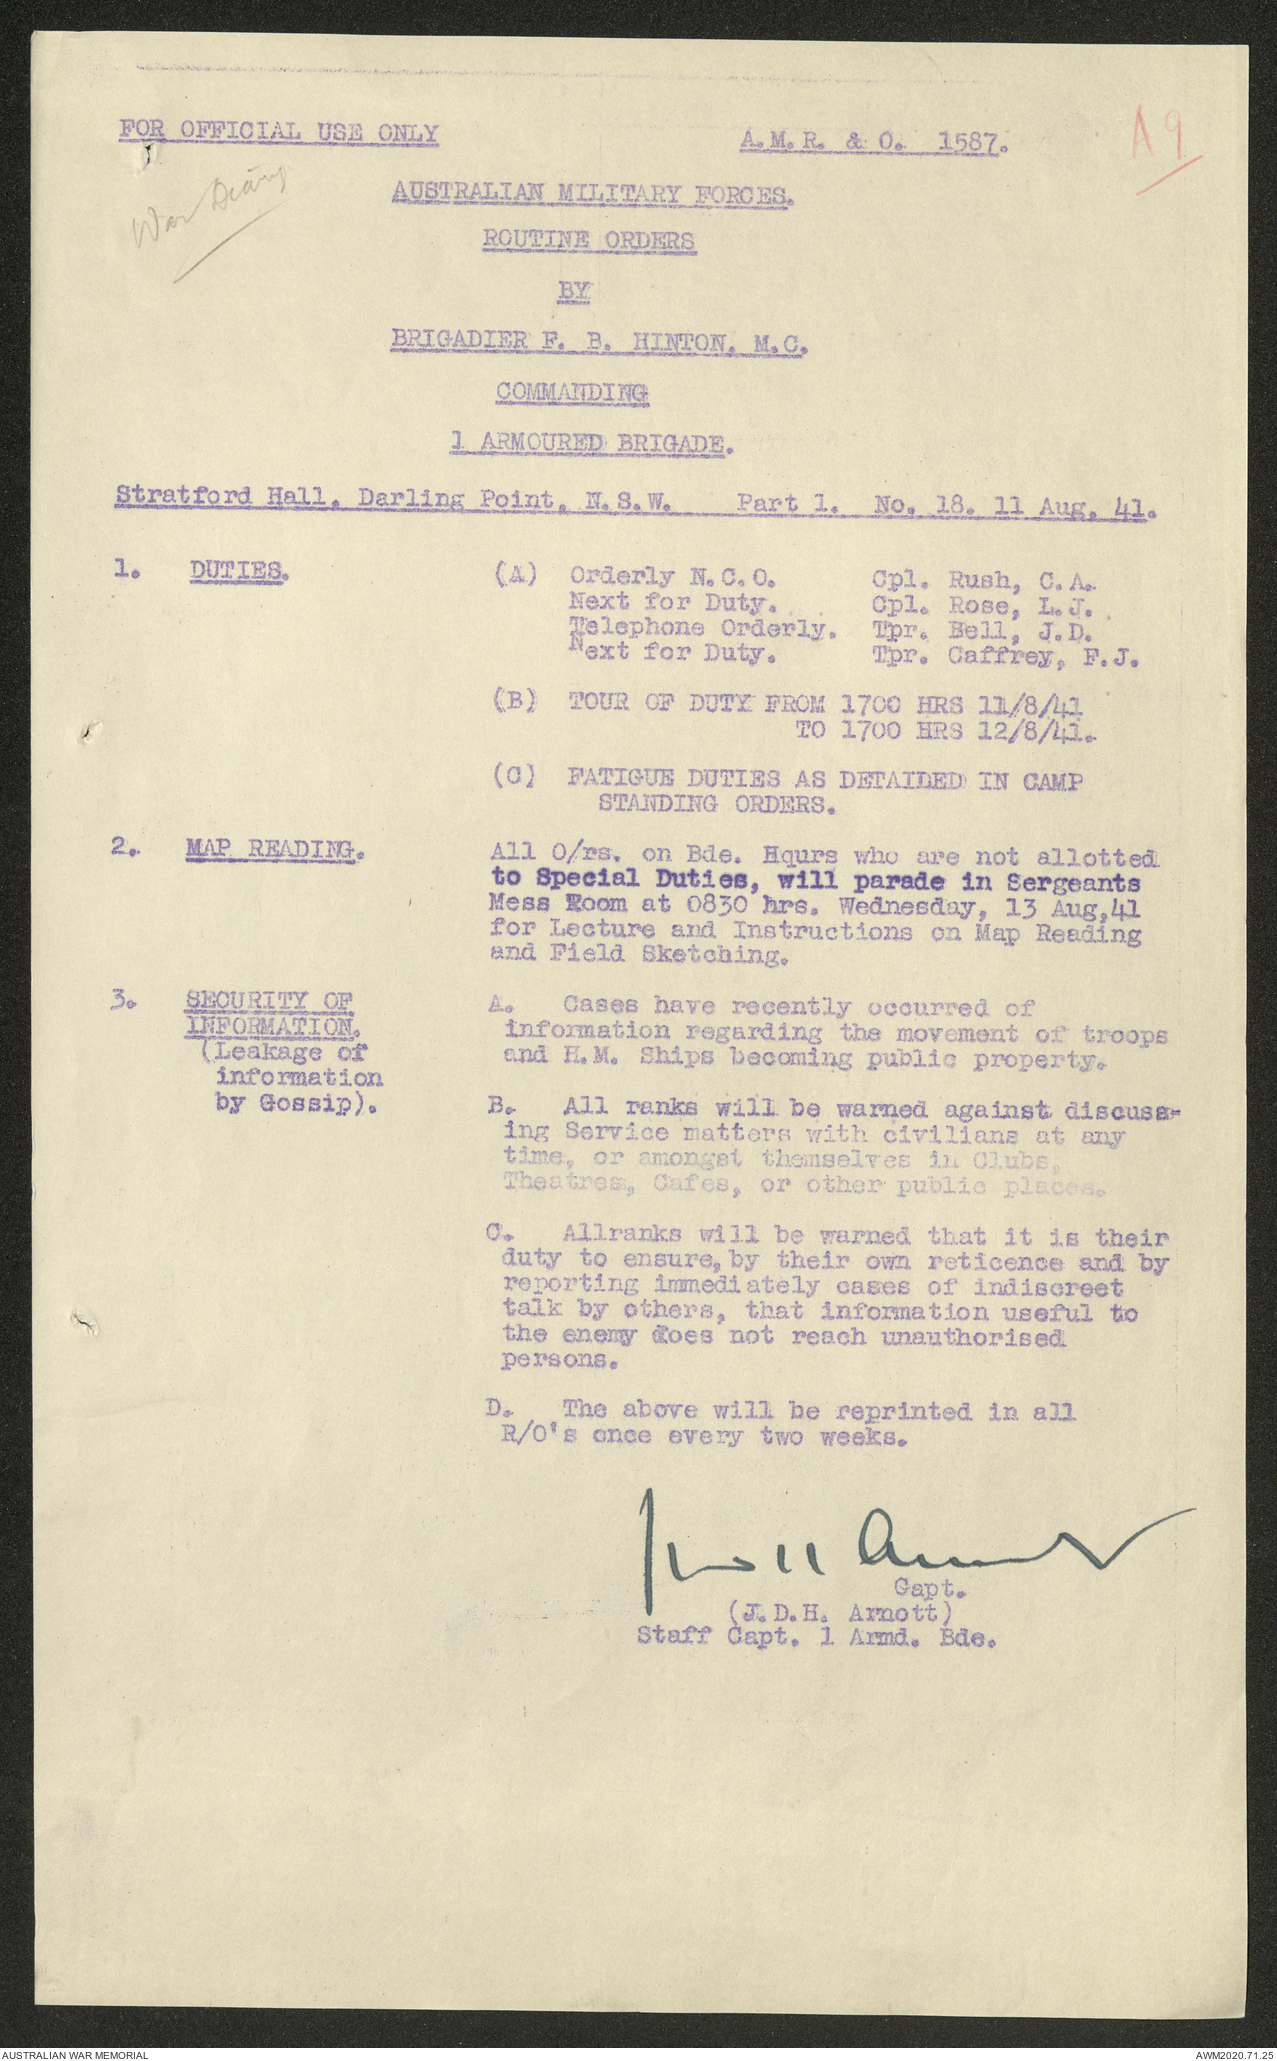 FOR OFFICIAL USE ONLY
A.M.R. & O. 1587.
A9
War Diary
AUSTRALIAN MILITARY FORCES.
ROUTINE ORDERS
BY
BRIGADIER F. B. HINTON. M.C.
COMMANDING
1 ARMOURED BRIGADE.
Stratford Hall, Darling Point, N.S.W. Part 1. No. 18. 11 Aug. 41.
1. DUTIES. (A) Orderly N.C.O. Cpl. Rush, C.A.
Next for Duty. Cpl. Rose, L.J.
Telephone Orderly. Tpr. Bell, J.D.
Next for Duty. Tpr. Caffrey, F.J.
(B) TOUR OF DUTY FROM 1700 HRS 11/8/41
TO 1700 HRS 12/8/41.
(C) FATIGUE DUTIES AS DETAILED IN CAMP
STANDING ORDERS.
2. MAP READING. All O/rs. on Bde. Hqurs who are not allotted
to Special Duties, will parade in Sergeants
Mess Room at 0830 hrs. Wednesday, 13 Aug,41
for Lecture and Instructions on Map Reading
and Field Sketching.
3. SECURITY OF
INFORMATION.
(Leakage of
information
by Gossip).
A. Cases have recently occurred of
information regarding the movement of troops
and H.M. Ships becoming public property.
B. All ranks will be warned against discuss-
ing Service matters with civilians at any
time, or amongst themselves in Clubs,
Theatres, Cafes, or other public places.
C. Allranks will be warned that it is their
duty to ensure, by their own reticence and by
reporting immediately cases of indiscreet
talk by others, that information useful to
the enemy does not reach unauthorised
persons.
D. The above will be reprinted in all
R/O's once every two weeks.
Capt.
(J.D.H. Arnott)
Staff Capt. 1 Armd. Bde.
AUSTRALIAN WAR MEMORIAL
AWM2020.71.25